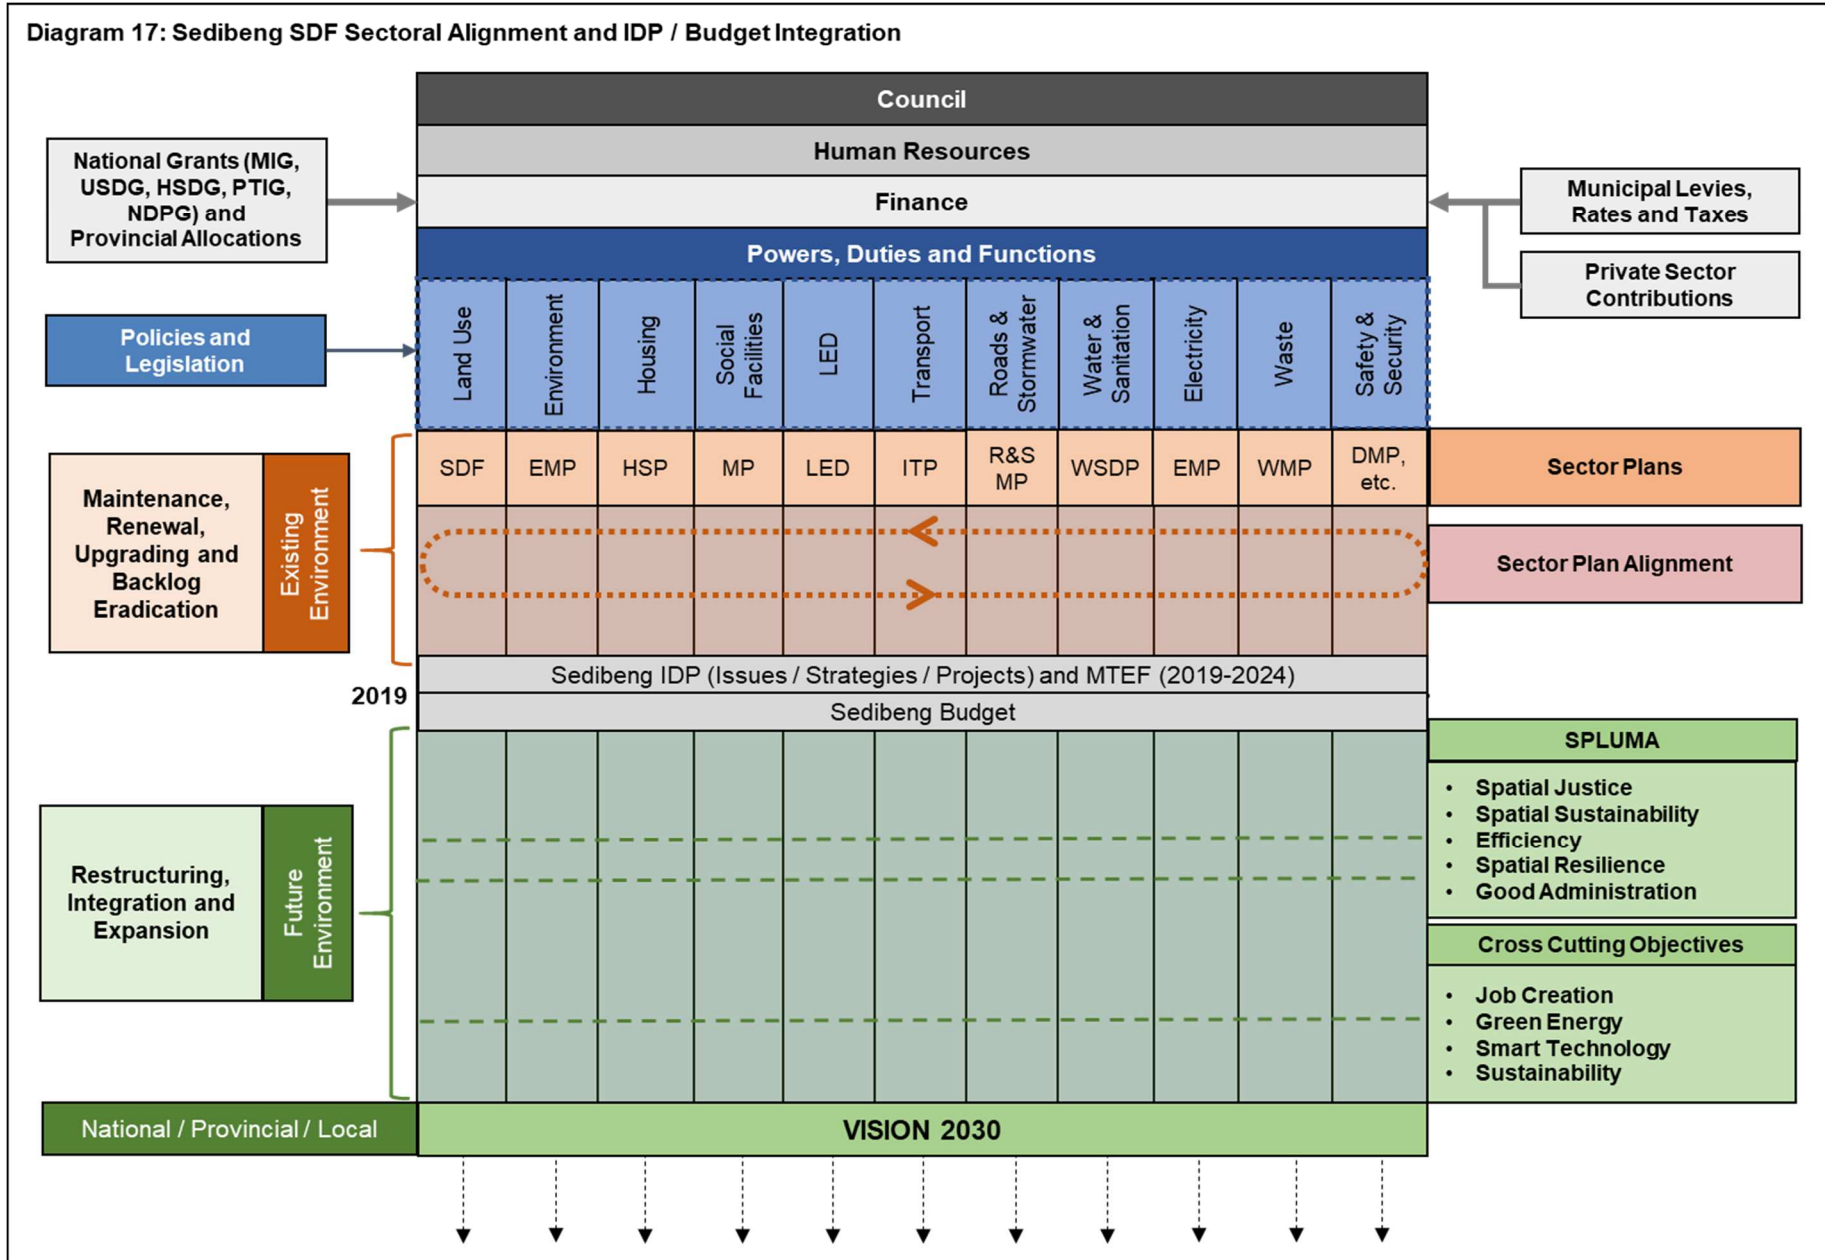 Diagram 17: Sedibeng SDF Sectoral Alignment and IDP / Budget Integration
Council
Human Resources
Finance
Powers, Duties and Functions
National Grants (MIG,
USDG, HSDG, PTIG,
NDPG) and
Provincial Allocations
Municipal Levies,
Rates and Taxes
Private Sector
Contributions
Policies and
Legislation
Land Use
Environment
Housing
Social
Facilities
LED
Transport
Roads &
Stormwater
Water &
Sanitation
Electricity
Waste
Safety &
Security
Maintenance,
Renewal,
Upgrading and
Backlog
Eradication
Existing
Environment
SDF
EMP
HSP
MP
LED
ITP
R&S
MP
WSDP
EMP
WMP
DMP,
etc.
Sector Plans
Sector Plan Alignment
Sedibeng IDP (Issues / Strategies / Projects) and MTEF (2019-2024)
2019
Sedibeng Budget
Restructuring,
Integration and
Expansion
Future
Environment
SPLUMA
• Spatial Justice
• Spatial Sustainability
• Efficiency
• Spatial Resilience
• Good Administration
Cross Cutting Objectives
• Job Creation
• Green Energy
• Smart Technology
• Sustainability
National / Provincial / Local
VISION 2030